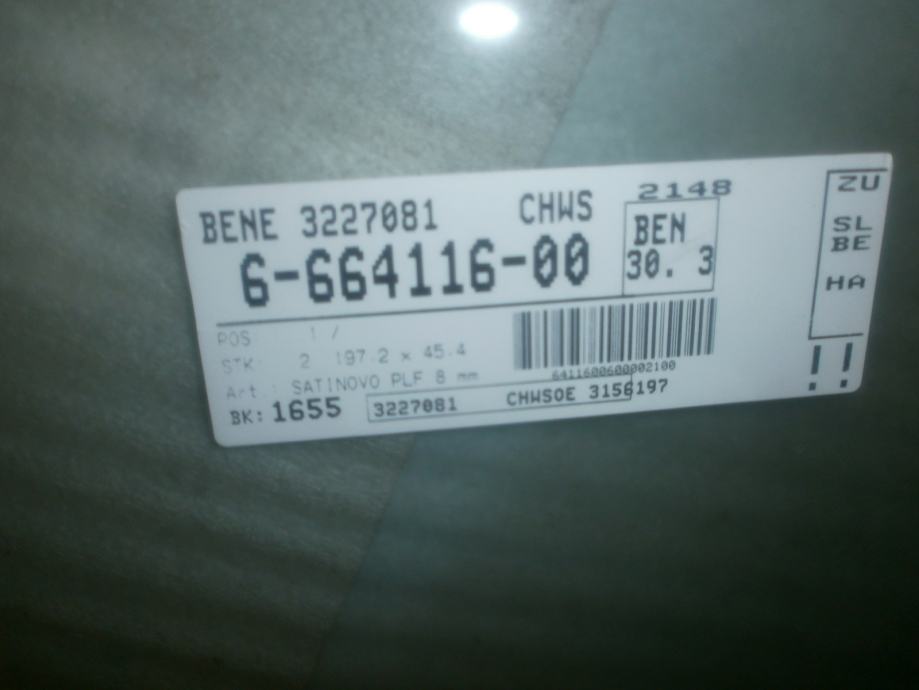 2148
BENE 3227081 CHWS
BEN
30. 3
6-664116-00
POS: 1 /
STK: 2 197.2 x 45.4
Art.: SATINOVO PLF 8 mm
6411600600002100
BK: 1655
3227081 CHWSOE 3156197
ZU
SL
BE
HA
!!